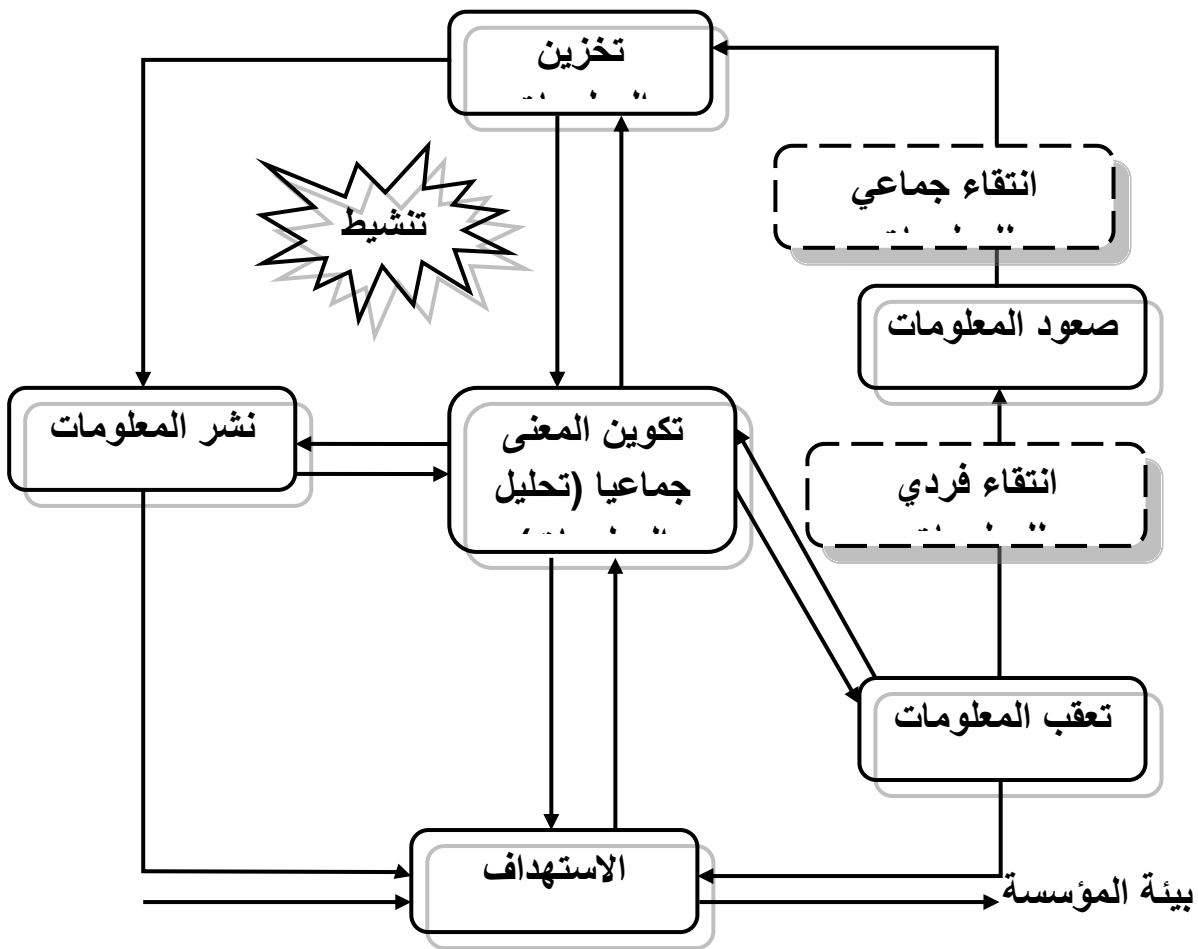 تخزين
انتقاء جماعي
تنشيط
صعود المعلومات
نشر المعلومات
تكوين المعنى
جماعيا (تحليل
انتقاء فردي
تعقب المعلومات
الاستهداف
بيئة المؤسسة